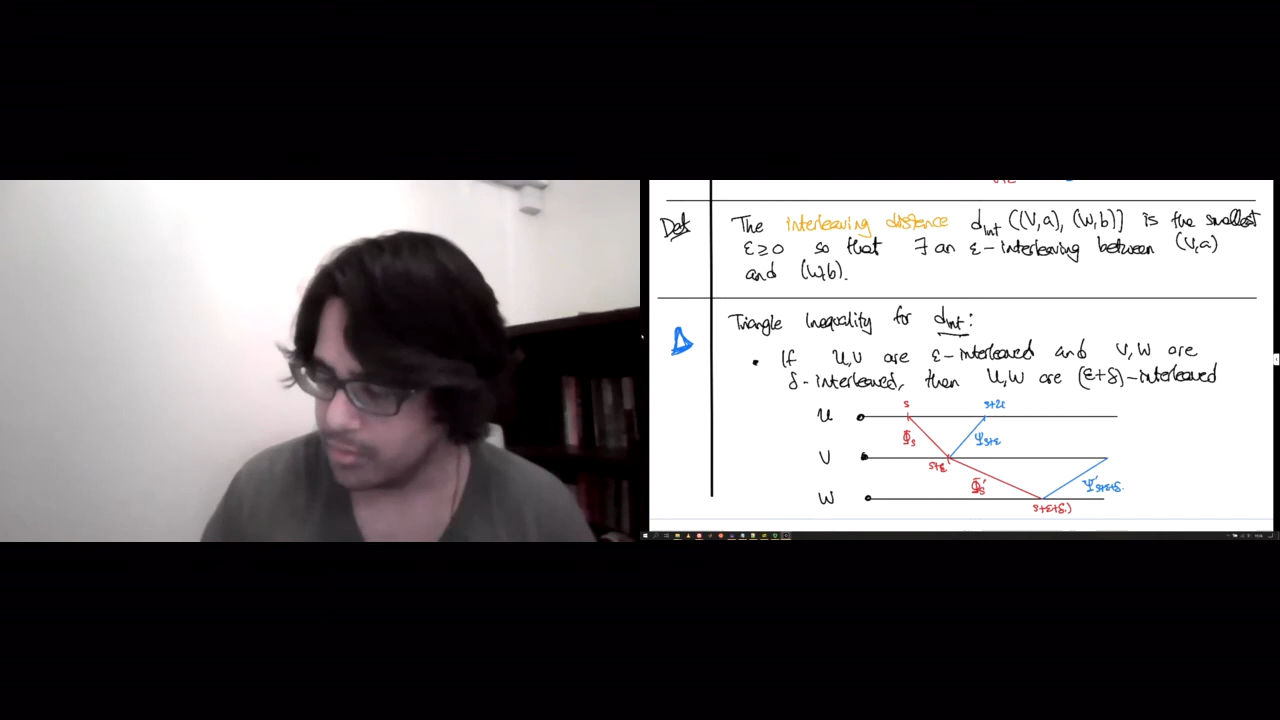 Def The interleaving distance d_int ((V,a), (W,b)) is the smallest
ε ≥ 0 so that ∃ an ε-interleaving between (V,a)
and (W,b).
Δ Triangle Inequality for d_int:
• If U,V are ε-interleaved and V,W are
δ-interleaved, then U,W are (ε+δ)-interleaved
s s+2ε
U
Φ_s Ψ_s+ε
V
s+ε
Φ'_s Ψ'_s+ε+δ.
W
s+ε+δ.)